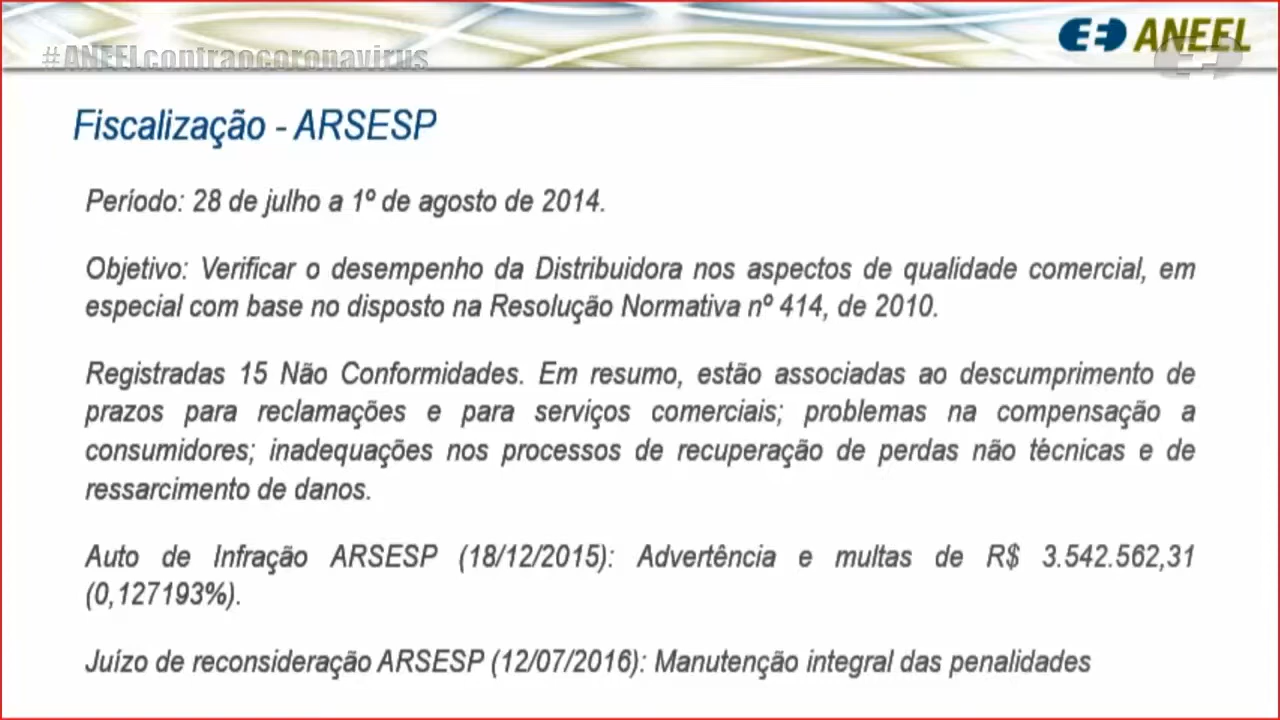 #ANEELcontraocoronavirus
ANEEL
Fiscalização - ARSESP
Período: 28 de julho a 1º de agosto de 2014.
Objetivo: Verificar o desempenho da Distribuidora nos aspectos de qualidade comercial, em
especial com base no disposto na Resolução Normativa nº 414, de 2010.
Registradas 15 Não Conformidades. Em resumo, estão associadas ao descumprimento de
prazos para reclamações e para serviços comerciais; problemas na compensação a
consumidores; inadequações nos processos de recuperação de perdas não técnicas e de
ressarcimento de danos.
Auto de Infração ARSESP (18/12/2015): Advertência e multas de R$ 3.542.562,31
(0,127193%).
Juízo de reconsideração ARSESP (12/07/2016): Manutenção integral das penalidades